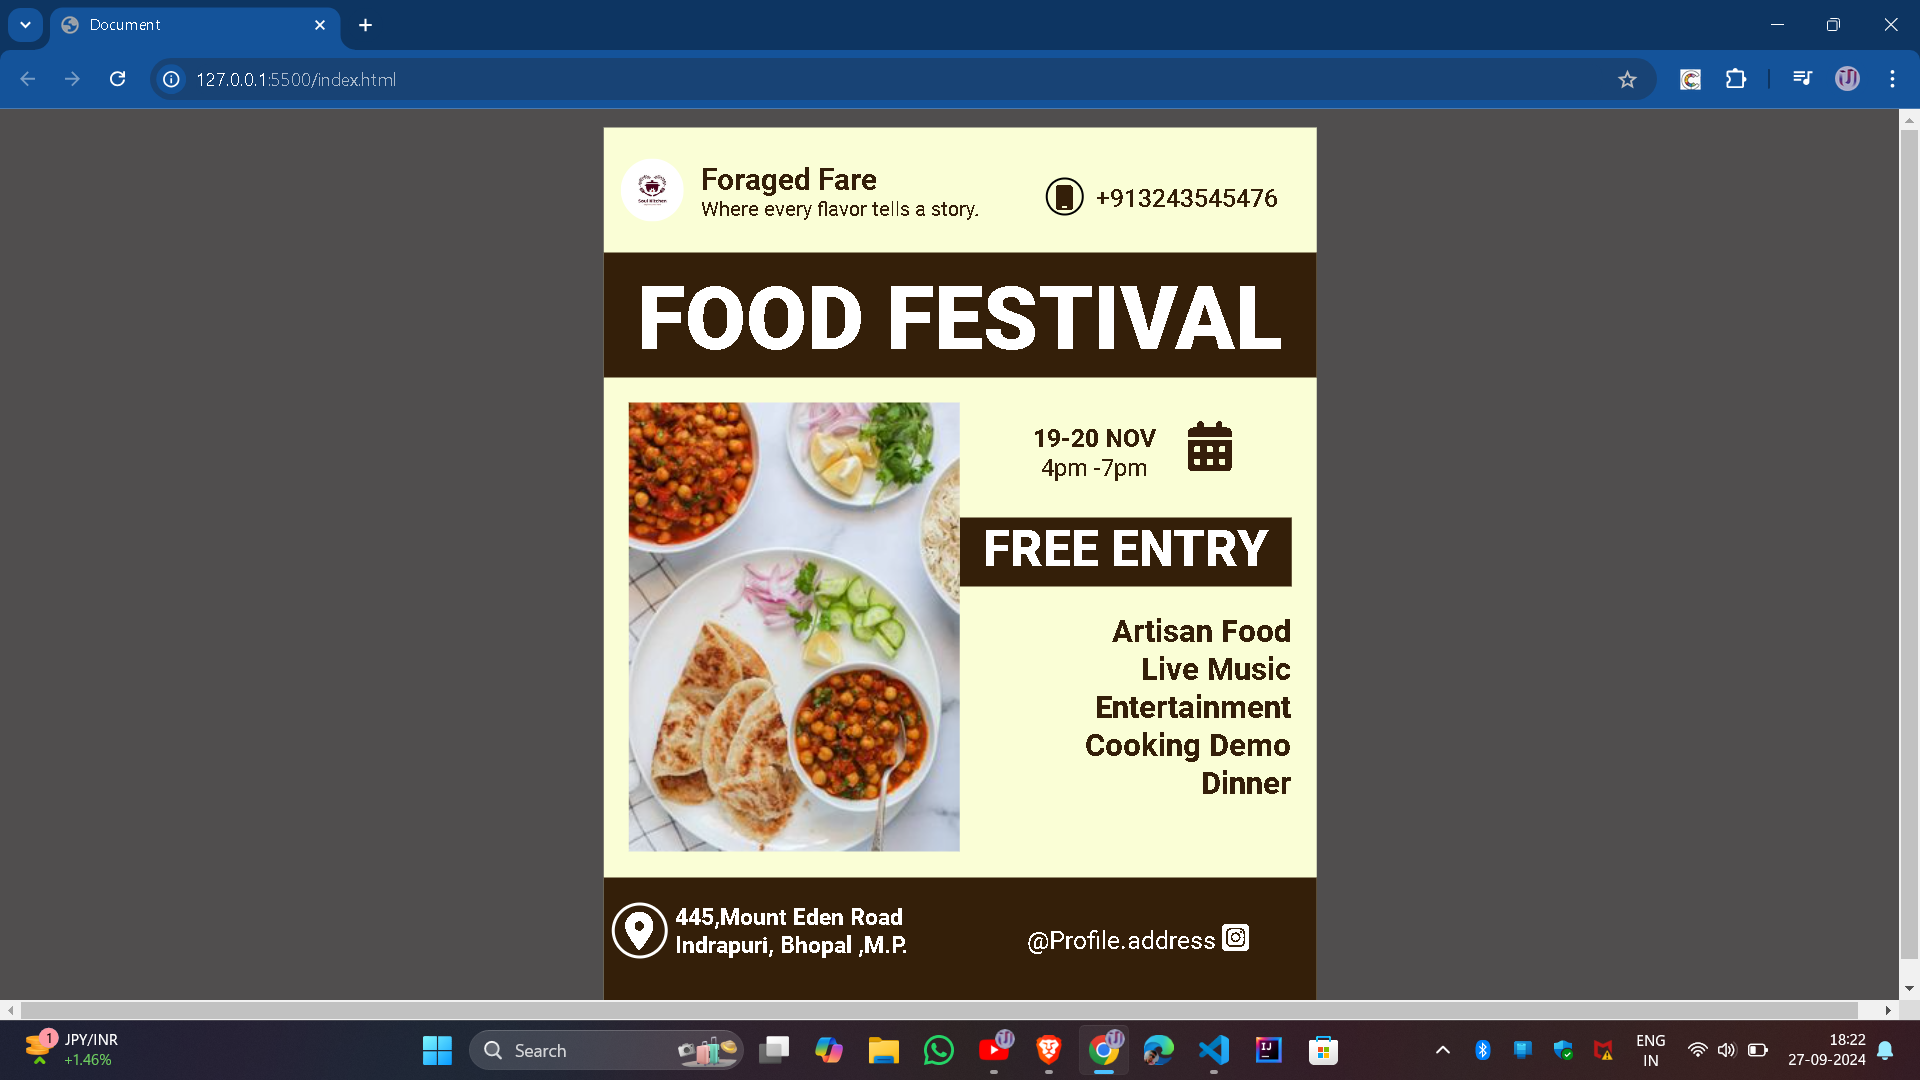 Document
127.0.0.1:5500/index.html
Foraged Fare
Where every flavor tells a story.
Soul Kitchen
+913243545476
FOOD FESTIVAL
19-20 NOV
4pm -7pm
FREE ENTRY
Artisan Food
Live Music
Entertainment
Cooking Demo
Dinner
445,Mount Eden Road
Indrapuri, Bhopal ,M.P.
@Profile.address
1
JPY/INR
+1.46%
Search
ENG
IN
18:22
27-09-2024